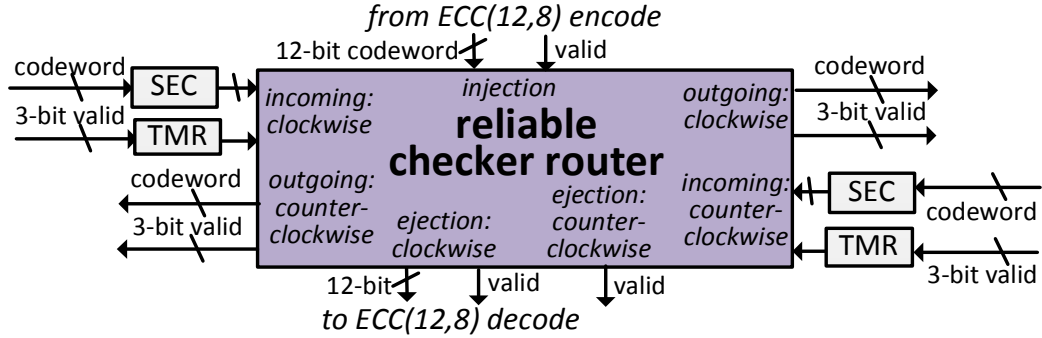 from ECC(12,8) encode
12-bit codeword
valid
codeword
SEC
3-bit valid
TMR
injection
incoming:
clockwise
reliable
checker router
outgoing:
clockwise
codeword
3-bit valid
codeword
3-bit valid
outgoing:
counter-
clockwise
ejection:
clockwise
ejection:
counter-
clockwise
incoming:
counter-
clockwise
SEC
codeword
TMR
3-bit valid
12-bit
valid
valid
to ECC(12,8) decode